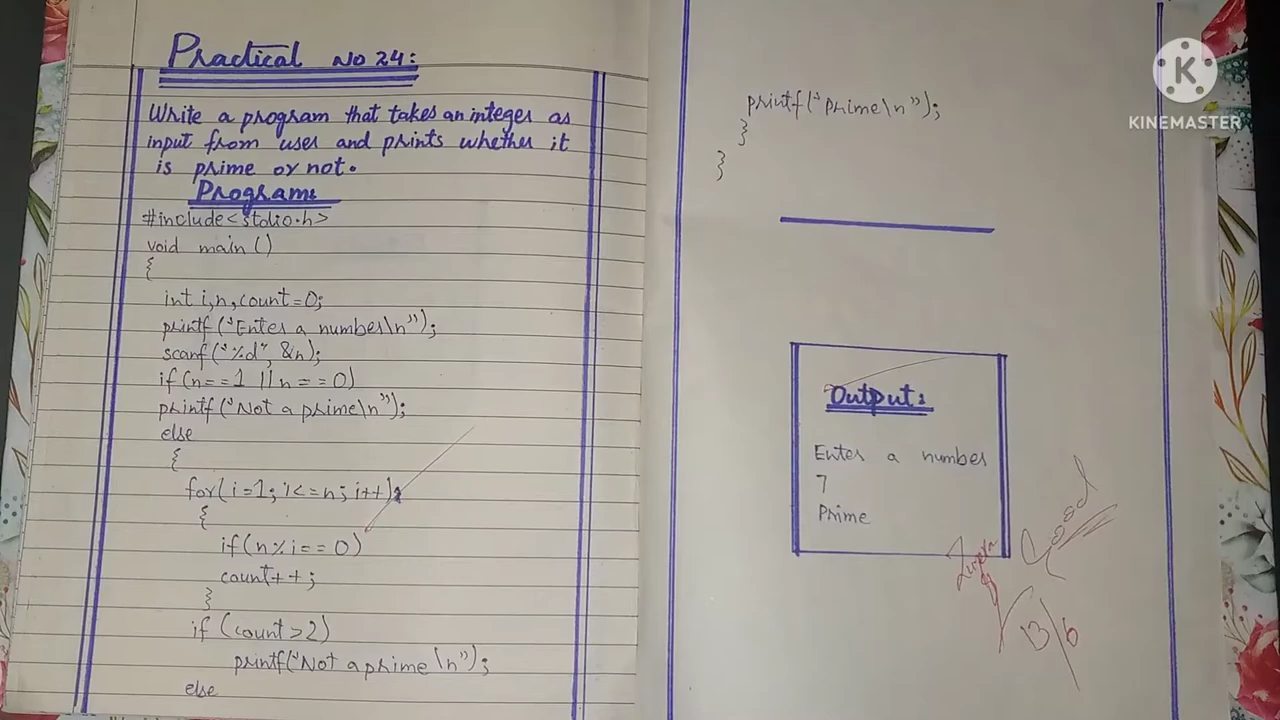 Practical No 24:
Write a program that takes an integer as
input from user and prints whether it
is prime or not.
Program:
#include<stdio.h>
void main ()
{
int i,n,count=0;
printf("Enter a number\n");
scanf("%d", &n);
if(n==1 || n==0)
printf("Not a prime\n");
else
{
for(i=1; i<=n; i++);
{
if(n%i==0)
count++;
}
if (count>2)
printf("Not a prime\n");
else
printf("Prime\n");
}
}
Output:
Enter a number
7
Prime
Good
13/6
K
KINEMASTER